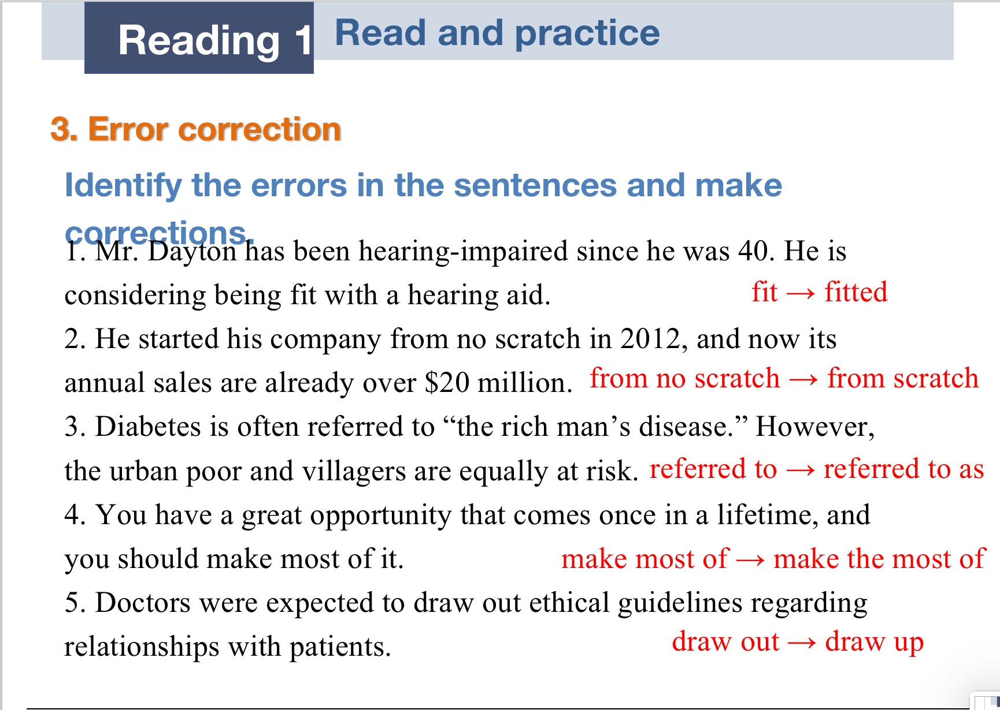 Reading 1
Read and practice
3. Error correction
Identify the errors in the sentences and make
corrections.
1. Mr. Dayton has been hearing-impaired since he was 40. He is
considering being fit with a hearing aid.
fit → fitted
2. He started his company from no scratch in 2012, and now its
annual sales are already over $20 million.
from no scratch → from scratch
3. Diabetes is often referred to “the rich man’s disease.” However,
the urban poor and villagers are equally at risk.
referred to → referred to as
4. You have a great opportunity that comes once in a lifetime, and
you should make most of it.
make most of → make the most of
5. Doctors were expected to draw out ethical guidelines regarding
relationships with patients.
draw out → draw up